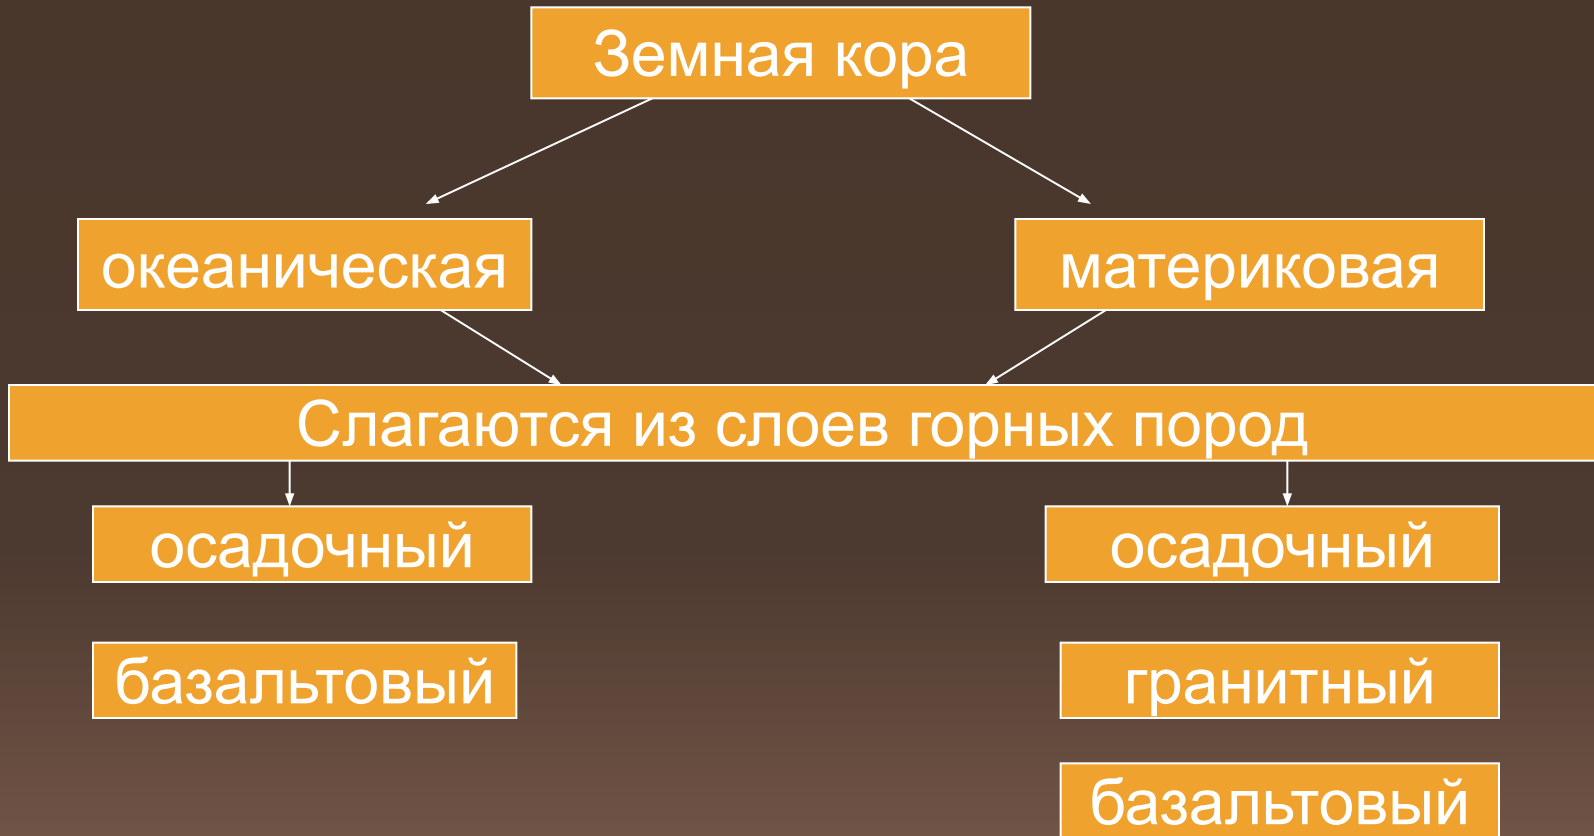 Земная кора
океаническая
материковая
Слагаются из слоев горных пород
осадочный
осадочный
базальтовый
гранитный
базальтовый